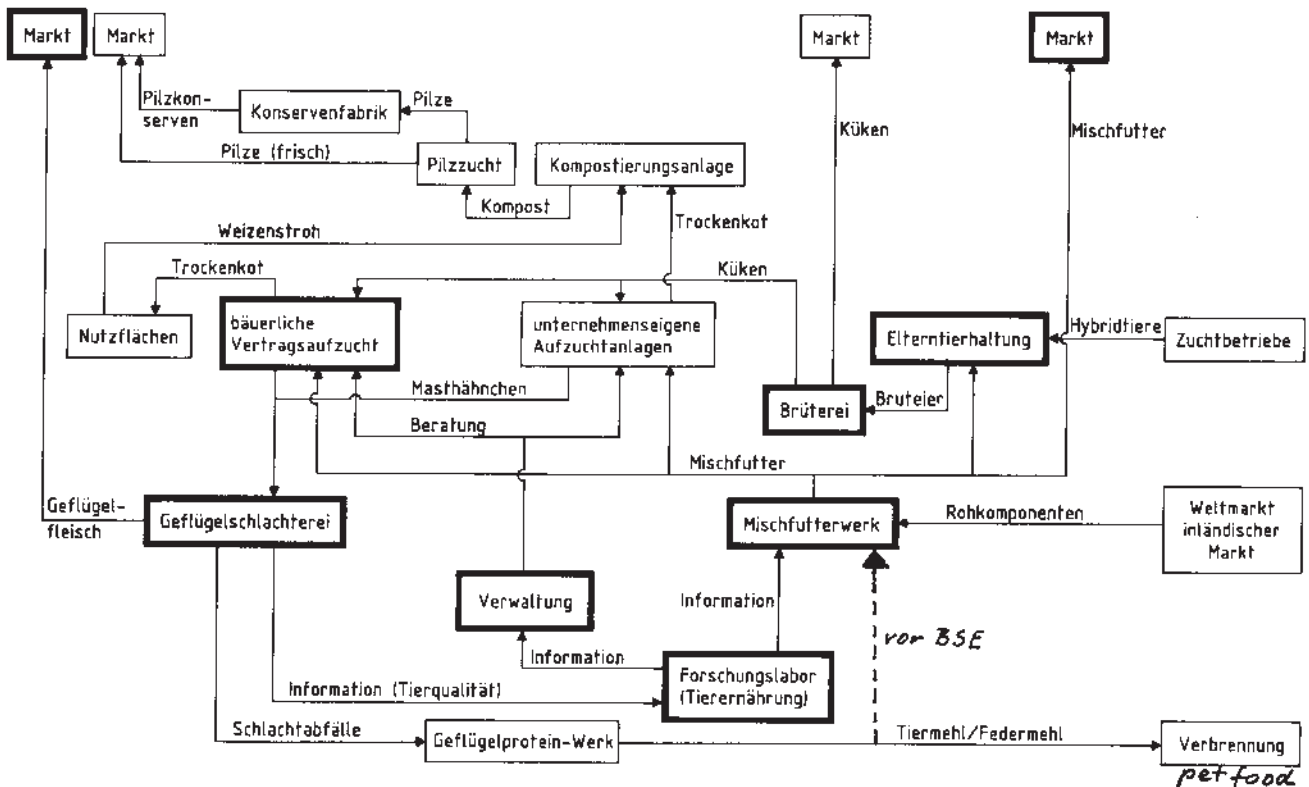 Markt
Markt
Markt
Markt
Pilzkon-
serven
Konservenfabrik
Pilze
Küken
Mischfutter
Pilze (frisch)
Pilzzucht
Kompostierungsanlage
Kompost
Trockenkot
Weizenstroh
Trockenkot
Küken
Nutzflächen
bäuerliche
Vertragsaufzucht
unternehmenseigene
Aufzuchtanlagen
Elterntierhaltung
Hybridtiere
Zuchtbetriebe
Masthähnchen
Brüterei
Bruteier
Beratung
Mischfutter
Geflügel-
fleisch
Geflügelschlachterei
Mischfutterwerk
Rohkomponenten
Weltmarkt
inländischer
Markt
Verwaltung
Information
vor BSE
Information
Forschungslabor
(Tierernährung)
Information (Tierqualität)
Schlachtabfälle
Geflügelprotein-Werk
Tiermehl/Federmehl
Verbrennung
pet food